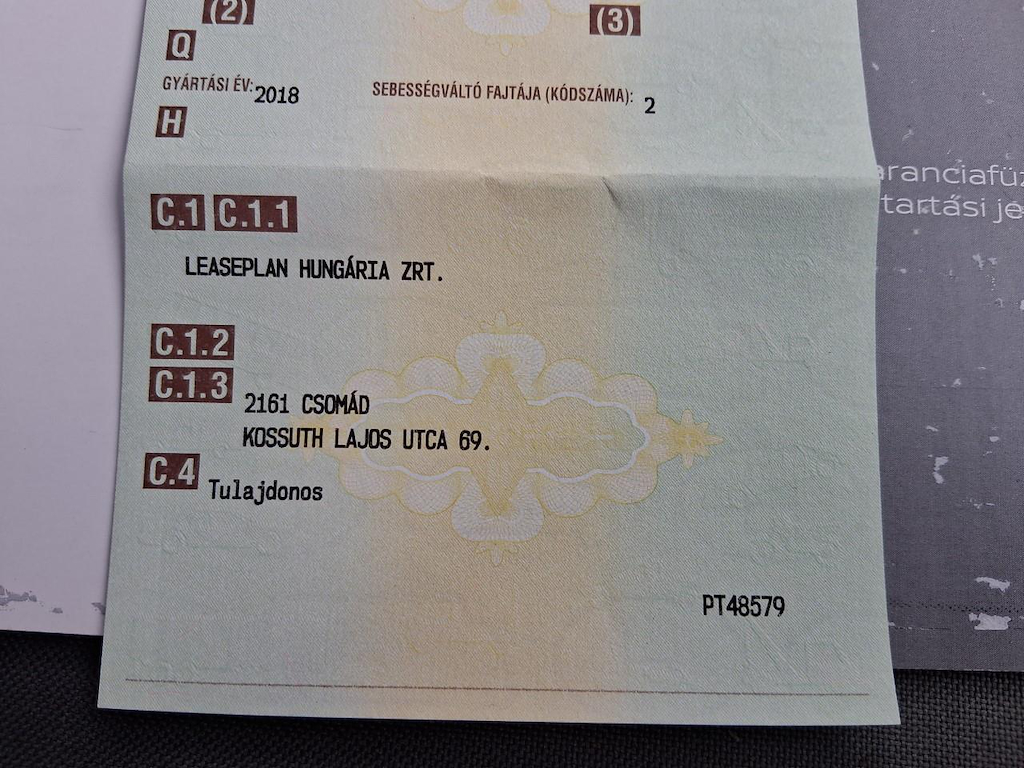 (2) (3)
Q
GYÁRTÁSI ÉV: 2018 SEBESSÉGVÁLTÓ FAJTÁJA (KÓDSZÁMA): 2
H
C.1 C.1.1
LEASEPLAN HUNGÁRIA ZRT.
C.1.2
C.1.3 2161 CSOMÁD
KOSSUTH LAJOS UTCA 69.
C.4 Tulajdonos
PT48579